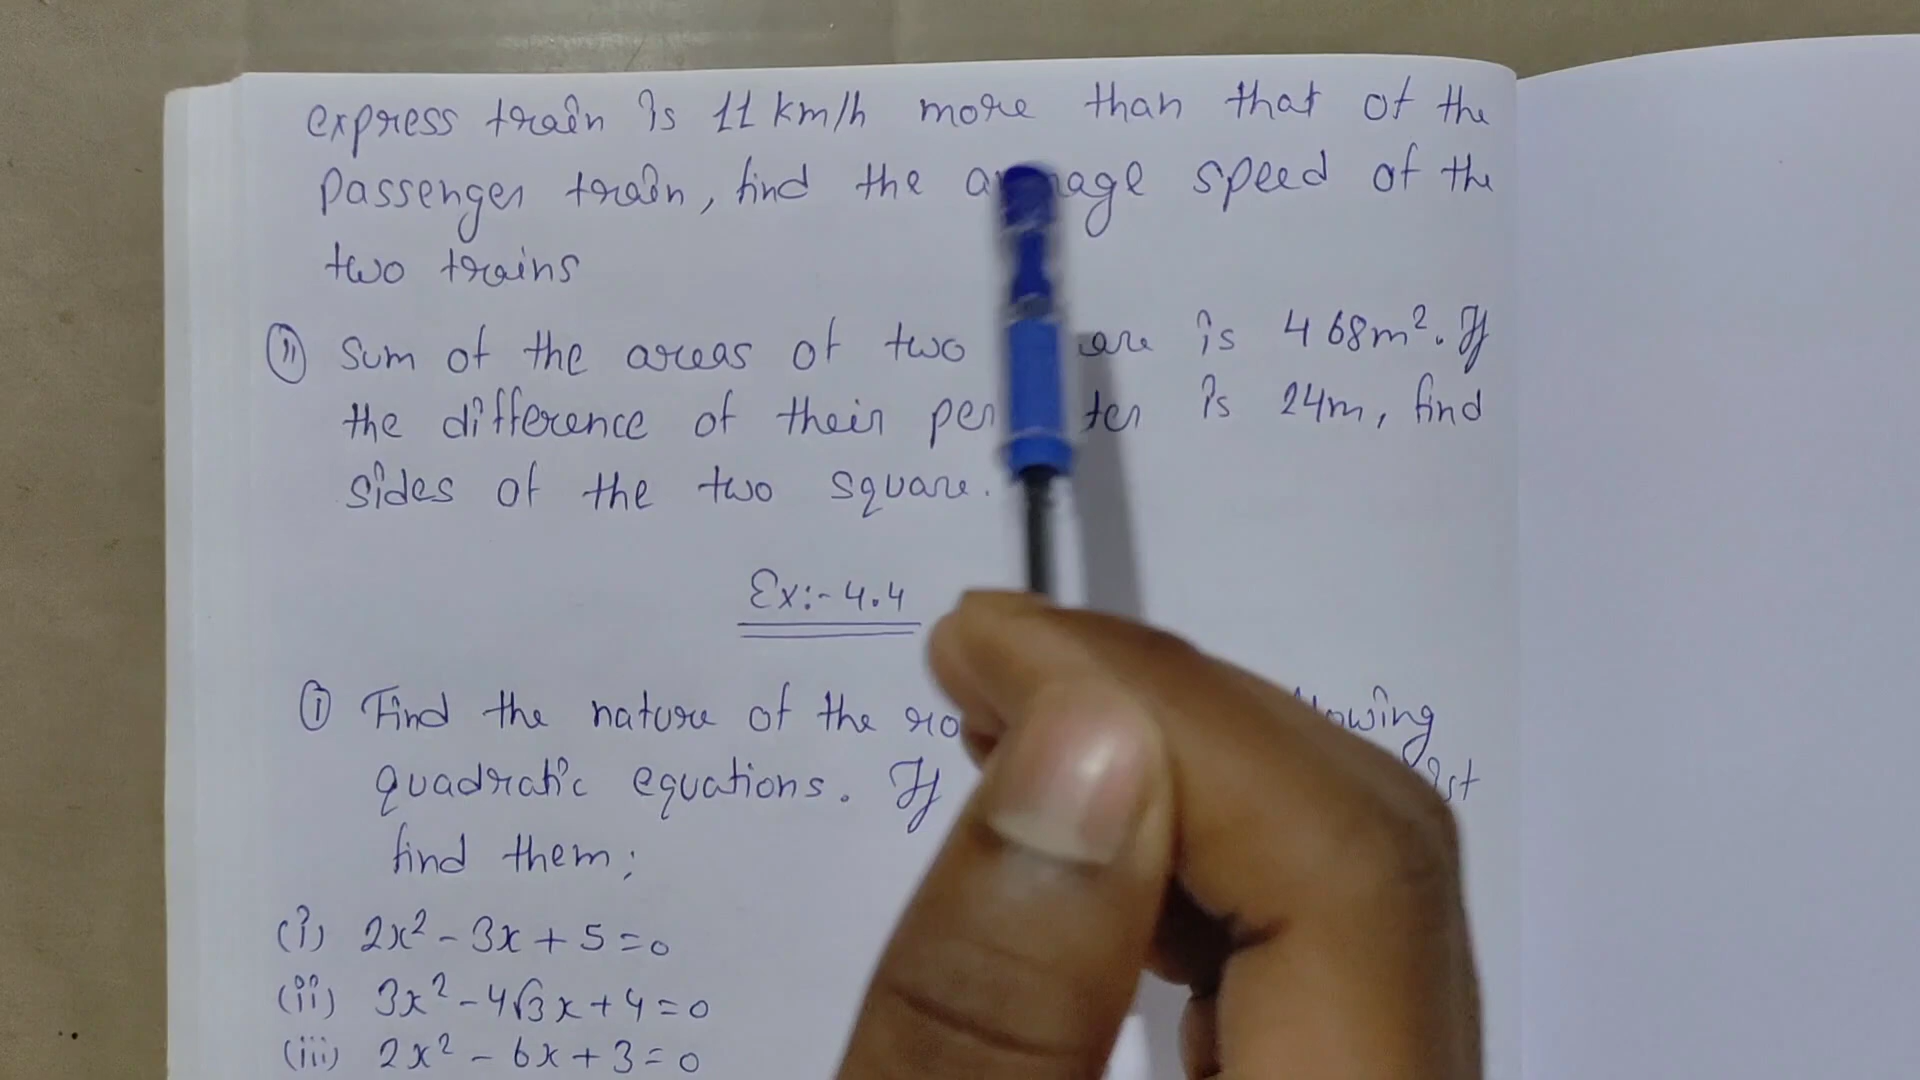 express train is 11 km/h more than that of the
passenger train, find the speed of the
two trains
(11) Sum of the areas of two is 468m². If
the difference of their is 24m, find
sides of the two square.
Ex:- 4.4
(1) Find the nature of the
quadratic equations. If
find them;
(i) 2x² - 3x + 5 = 0
(ii) 3x² - 4√3x + 4 = 0
(iii) 2x² - 6x + 3 = 0